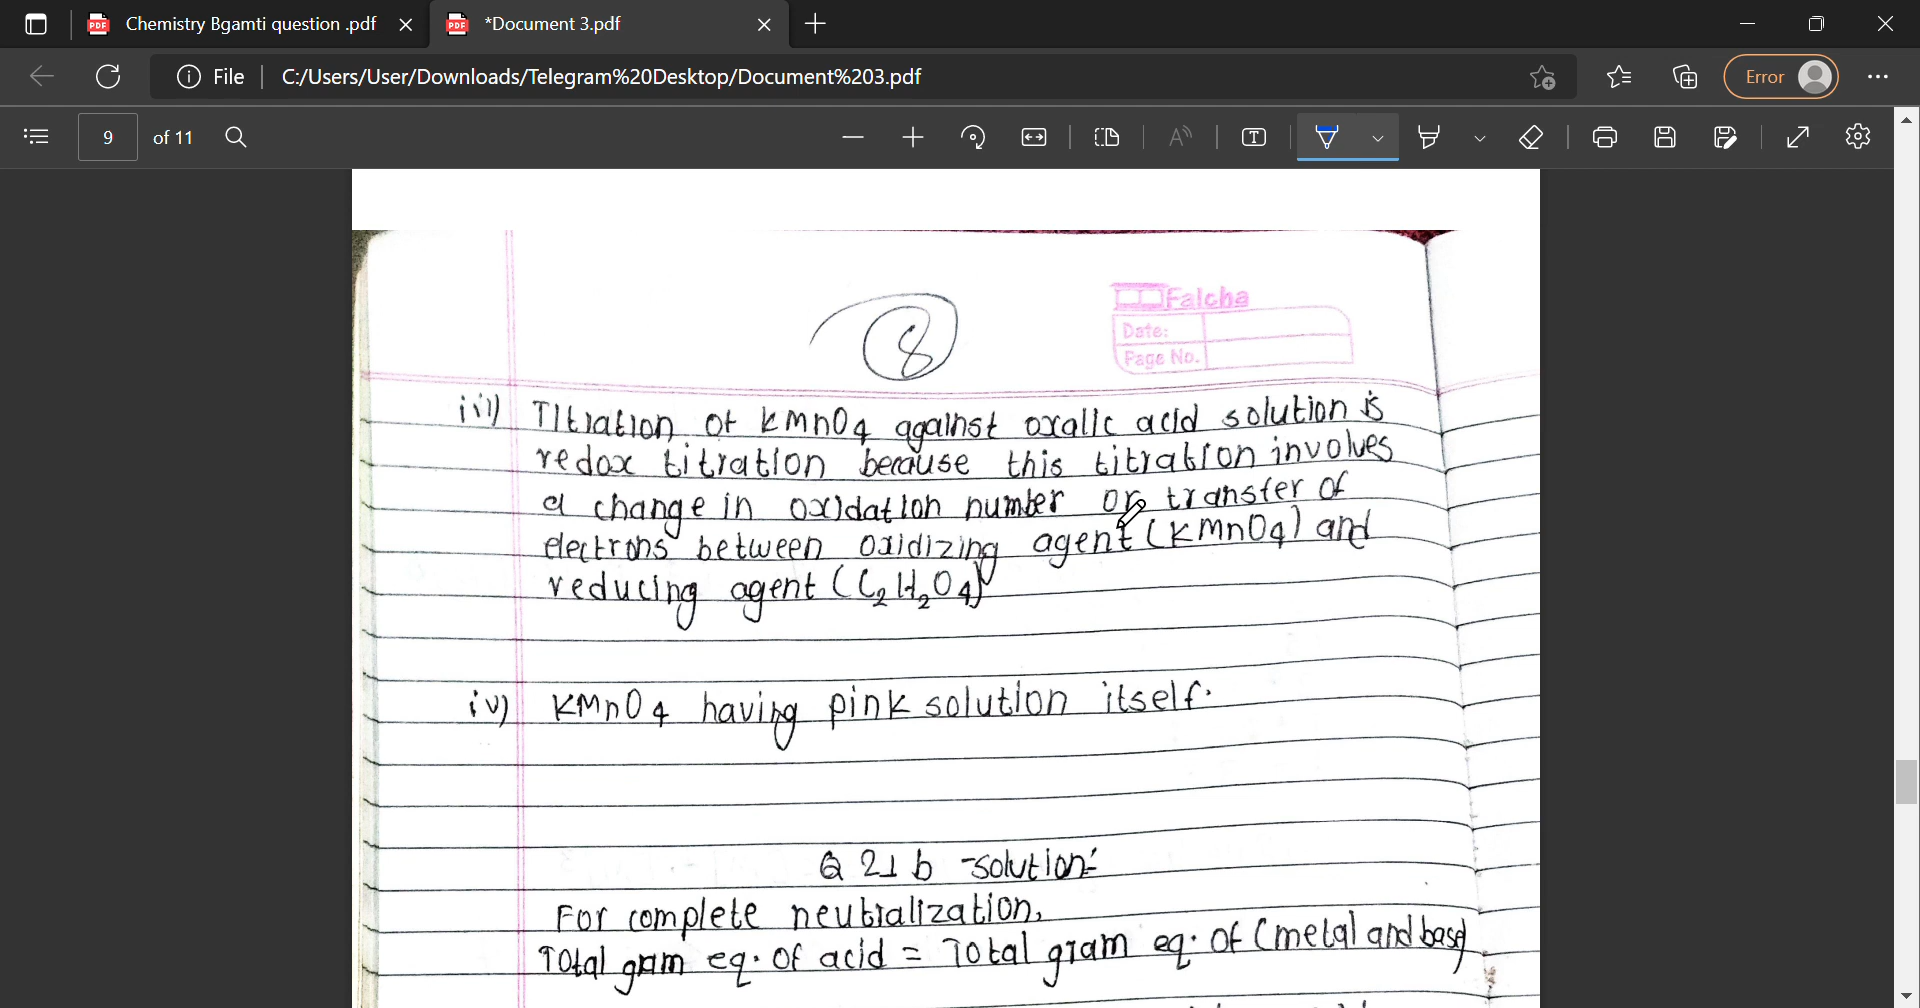 Chemistry Bgamti question .pdf
*Document 3.pdf
File
C:/Users/User/Downloads/Telegram%20Desktop/Document%203.pdf
Error
9 of 11
8
Falcha
Date:
Page No.
iii) Titration of KMnO4 against oxalic acid solution is
redox titration because this titration involves
a change in oxidation number or transfer of
electrons between oxidizing agent (KMnO4) and
reducing agent (C2H2O4)
iv) KMnO4 having pink solution itself.
Q 21 b -solution:
For complete neutralization,
Total gram eq. of acid = Total gram eq. of (metal and base)